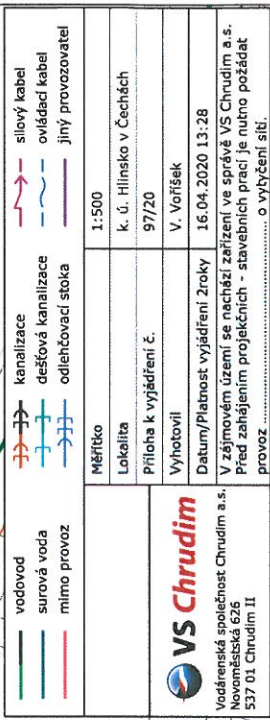 vodovod
surová voda
mimo provoz
kanalizace
dešťová kanalizace
odlehčovací stoka
silový kabel
ovládací kabel
jiný provozovatel
Měřítko 1:500
Lokalita k. ú. Hlinsko v Čechách
Příloha k vyjádření č. 97/20
Vyhotovil V. Voříšek
Datum/Platnost vyjádření 2roky 16.04.2020 13:28
VS Chrudim
Vodárenská společnost Chrudim a.s.
Novoměstská 626
537 01 Chrudim II
V zájmovém území se nachází zařízení ve správě VS Chrudim a.s.
Před zahájením projekčních - stavebních prací je nutno požádat
provoz .................... o vytyčení sítí.